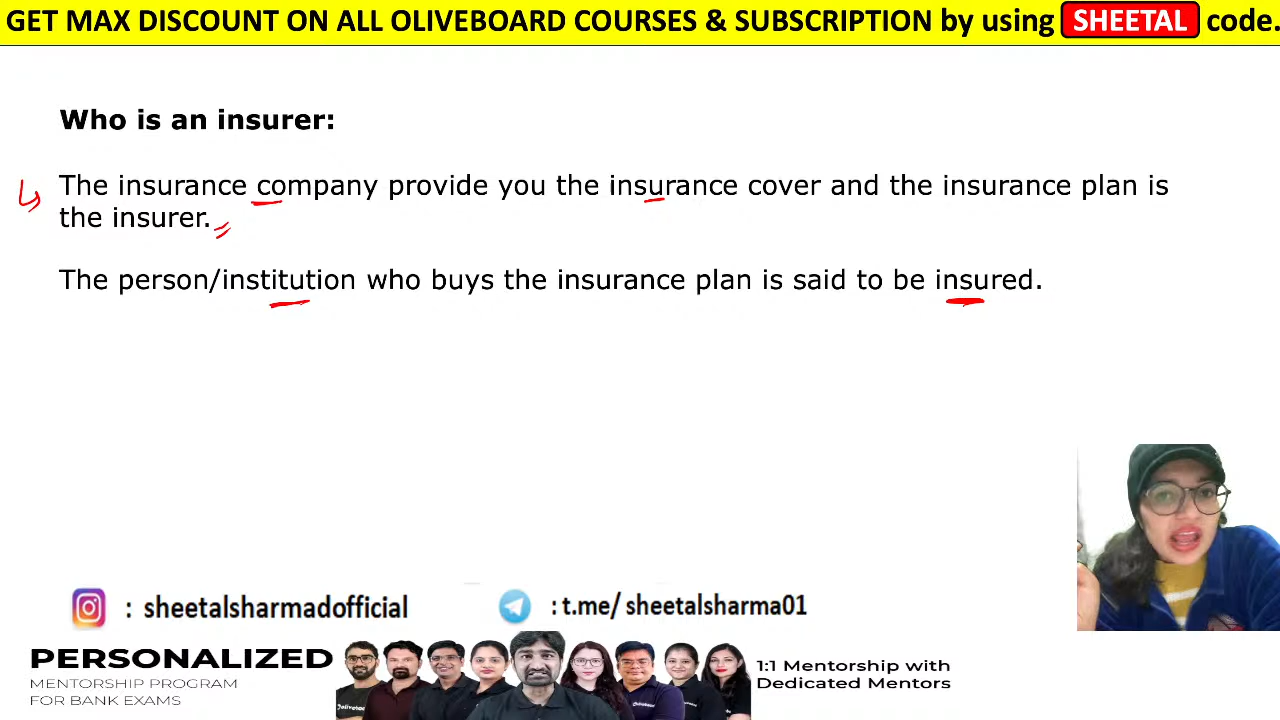 GET MAX DISCOUNT ON ALL OLIVEBOARD COURSES & SUBSCRIPTION by using SHEETAL code.
Who is an insurer:
The insurance company provide you the insurance cover and the insurance plan is
the insurer.
The person/institution who buys the insurance plan is said to be insured.
: sheetalsharmadofficial
: t.me/ sheetalsharma01
PERSONALIZED
MENTORSHIP PROGRAM
FOR BANK EXAMS
1:1 Mentorship with
Dedicated Mentors